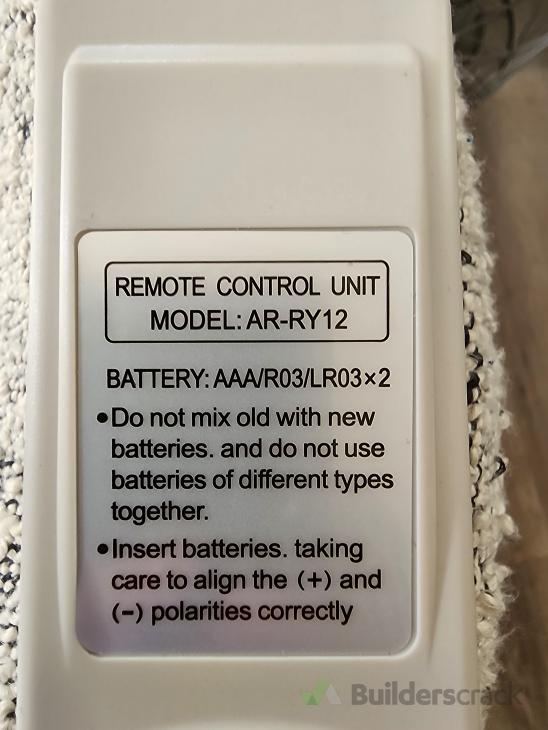 REMOTE CONTROL UNIT
MODEL: AR-RY12
BATTERY: AAA/R03/LR03×2
•Do not mix old with new
batteries. and do not use
batteries of different types
together.
•Insert batteries. taking
care to align the (+) and
(−) polarities correctly
Builderscrack